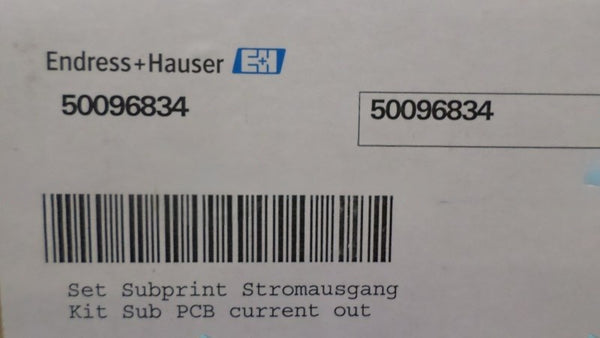 Endress+Hauser E+H
50096834
50096834
Set Subprint Stromausgang
Kit Sub PCB current out